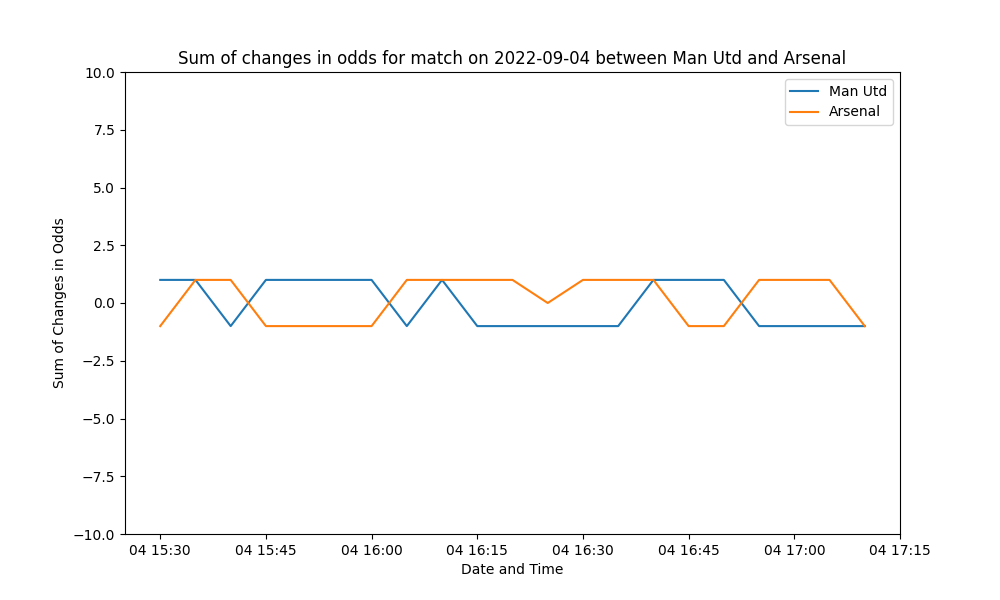 Sum of changes in odds for match on 2022-09-04 between Man Utd and Arsenal
Man Utd
Arsenal
Sum of Changes in Odds
10.0
7.5
5.0
2.5
0.0
−2.5
−5.0
−7.5
−10.0
04 15:30 04 15:45 04 16:00 04 16:15 04 16:30 04 16:45 04 17:00 04 17:15
Date and Time